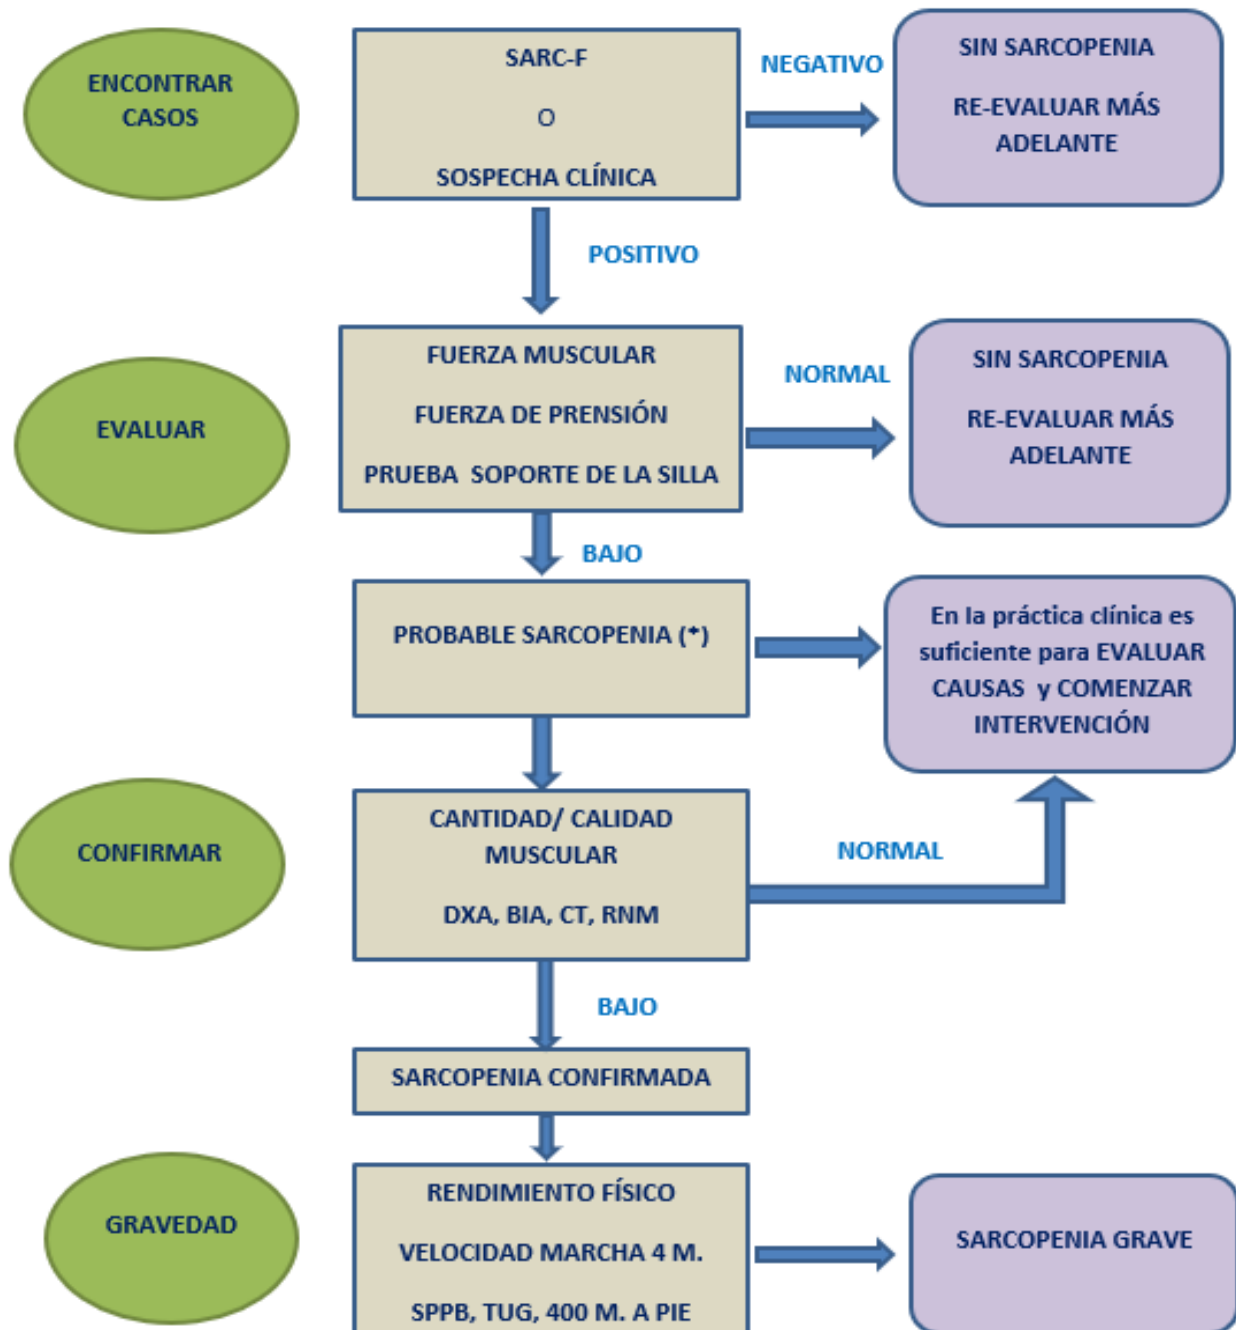 ENCONTRAR
CASOS
SARC-F
O
SOSPECHA CLÍNICA
NEGATIVO
SIN SARCOPENIA
RE-EVALUAR MÁS
ADELANTE
POSITIVO
EVALUAR
FUERZA MUSCULAR
FUERZA DE PRENSIÓN
PRUEBA SOPORTE DE LA SILLA
NORMAL
SIN SARCOPENIA
RE-EVALUAR MÁS
ADELANTE
BAJO
PROBABLE SARCOPENIA (*)
En la práctica clínica es
suficiente para EVALUAR
CAUSAS y COMENZAR
INTERVENCIÓN
CONFIRMAR
CANTIDAD/ CALIDAD
MUSCULAR
DXA, BIA, CT, RNM
NORMAL
BAJO
SARCOPENIA CONFIRMADA
GRAVEDAD
RENDIMIENTO FÍSICO
VELOCIDAD MARCHA 4 M.
SPPB, TUG, 400 M. A PIE
SARCOPENIA GRAVE